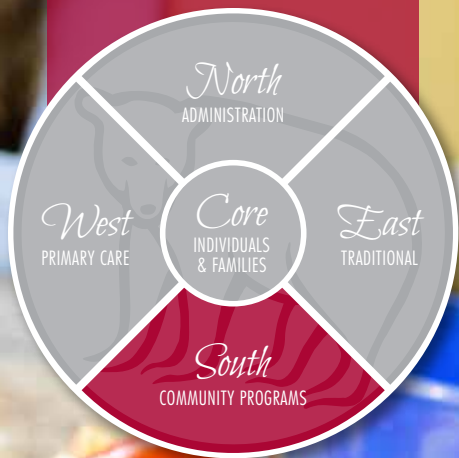 North
ADMINISTRATION
West
PRIMARY CARE
Core
INDIVIDUALS
& FAMILIES
East
TRADITIONAL
South
COMMUNITY PROGRAMS